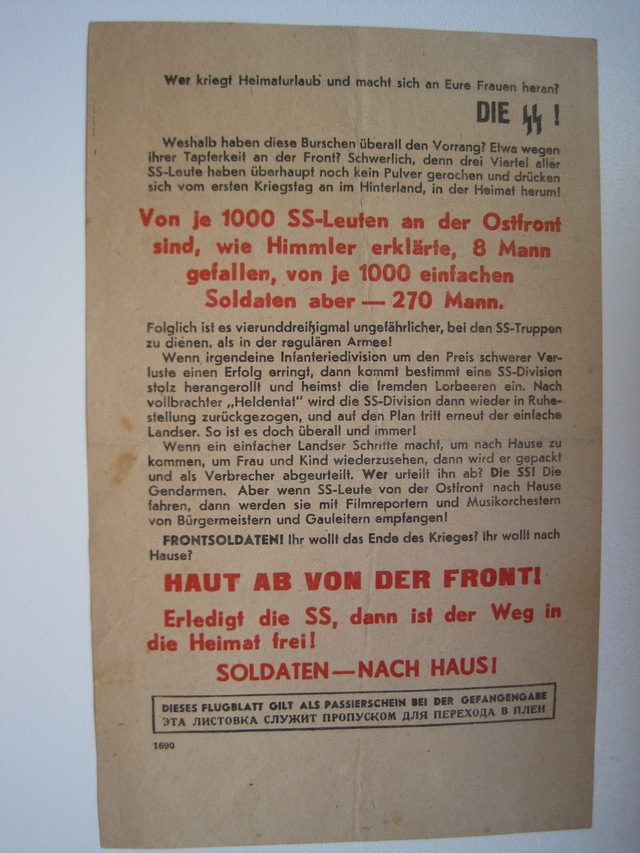 Wer kriegt Heimaturlaub und macht sich an Eure Frauen heran?
DIE SS !
Weshalb haben diese Burschen überall den Vorrang? Etwa wegen
ihrer Tapferkeit an der Front? Schwerlich, denn drei Viertel aller
SS-Leute haben überhaupt noch kein Pulver gerochen und drücken
sich vom ersten Kriegstag an im Hinterland, in der Heimat herum!
Von je 1000 SS-Leuten an der Ostfront
sind, wie Himmler erklärte, 8 Mann
gefallen, von je 1000 einfachen
Soldaten aber — 270 Mann.
Folglich ist es vierunddreißigmal ungefährlicher, bei den SS-Truppen
zu dienen, als in der regulären Armee!
Wenn irgendeine Infanteriedivision um den Preis schwerer Ver-
luste einen Erfolg erringt, dann kommt bestimmt eine SS-Division
stolz herangerollt und heimst die fremden Lorbeeren ein. Nach
vollbrachter „Heldentat" wird die SS-Division dann wieder in Ruhe-
stellung zurückgezogen, und auf den Plan tritt erneut der einfache
Landser. So ist es doch überall und immer!
Wenn ein einfacher Landser Schritte macht, um nach Hause zu
kommen, um Frau und Kind wiederzusehen, dann wird er gepackt
und als Verbrecher abgeurteilt. Wer urteilt ihn ab? Die SS! Die
Gendarmen. Aber wenn SS-Leute von der Ostfront nach Hause
fahren, dann werden sie mit Filmreportern und Musikorchestern
von Bürgermeistern und Gauleitern empfangen!
FRONTSOLDATEN! Ihr wollt das Ende des Krieges? Ihr wollt nach
Hause?
HAUT AB VON DER FRONT!
Erledigt die SS, dann ist der Weg in
die Heimat frei!
SOLDATEN — NACH HAUS!
DIESES FLUGBLATT GILT ALS PASSIERSCHEIN BEI DER GEFANGENGABE
ЭТА ЛИСТОВКА СЛУЖИТ ПРОПУСКОМ ДЛЯ ПЕРЕХОДА В ПЛЕН
1690